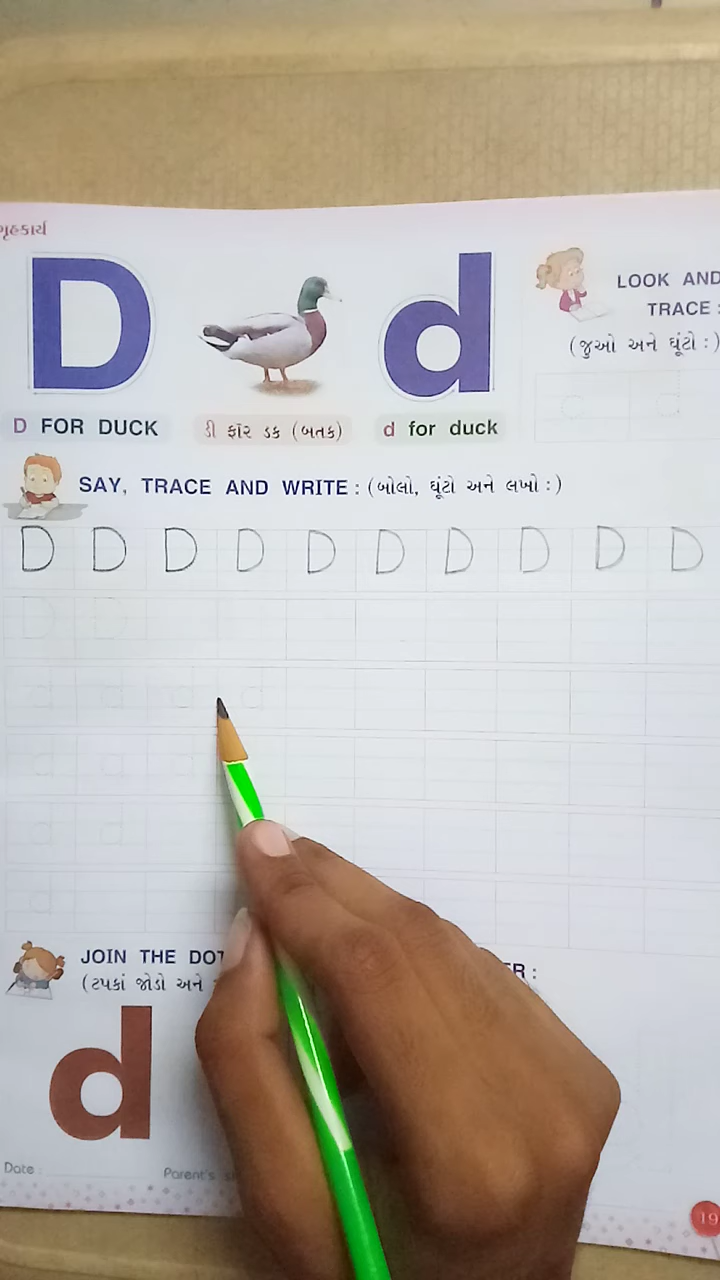 ગૃહકાર્ય
D d
LOOK AND
TRACE :
(જુઓ અને ઘૂંટો : )
c d
D FOR DUCK ડી ફૉર ડક (બતક) d for duck
SAY, TRACE AND WRITE : (બોલો, ઘૂંટો અને લખો : )
D D D D D D D D D D
D D
d d d d
d d d
d d
d
JOIN THE DOT
(ટપકાં જોડો અને
d
Date :
Parent's
19